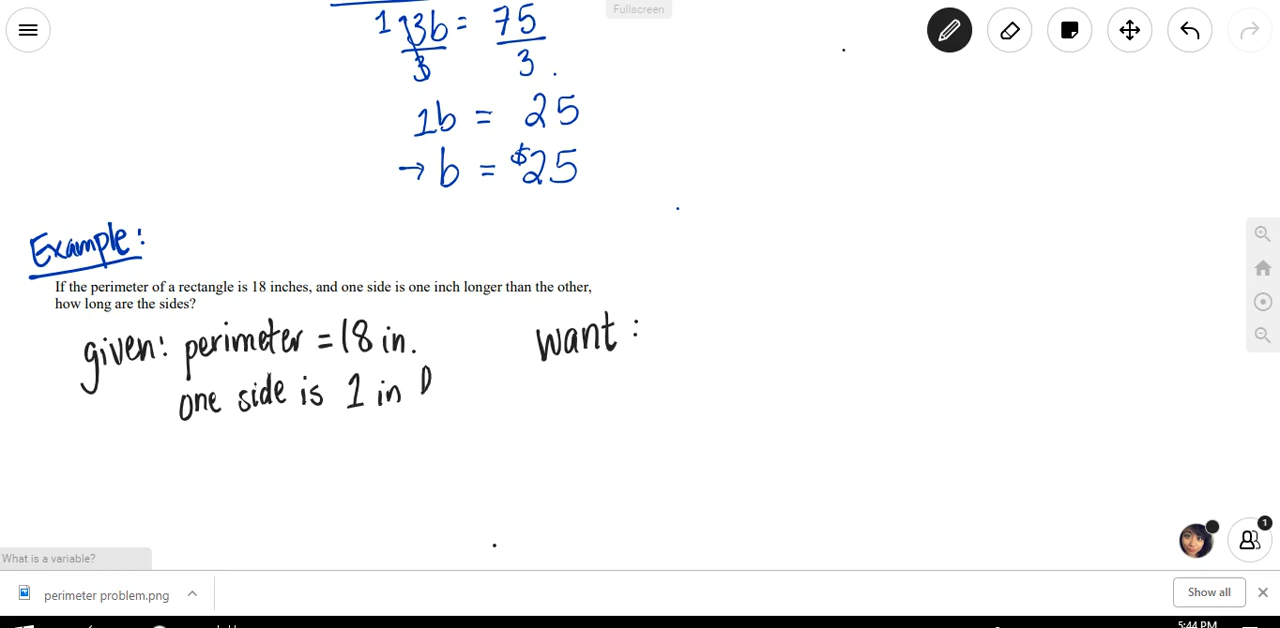 Fullscreen
1 3b = 75
3 3
1b = 25
→ b = $25
Example:
If the perimeter of a rectangle is 18 inches, and one side is one inch longer than the other,
how long are the sides?
given: perimeter = 18 in. want:
one side is 1 in
What is a variable?
1
perimeter problem.png
Show all
5:44 PM